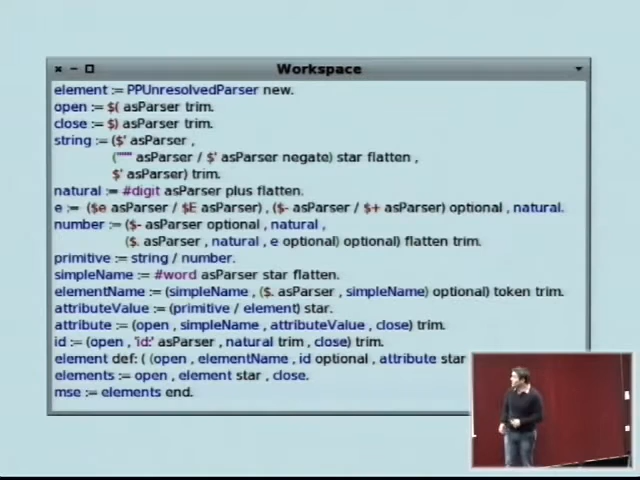 Workspace
element := PPUnresolvedParser new.
open := $( asParser trim.
close := $) asParser trim.
string := ($' asParser ,
('''''' asParser / $' asParser negate) star flatten ,
$' asParser) trim.
natural := #digit asParser plus flatten.
e := ($e asParser / $E asParser) , ($- asParser / $+ asParser) optional , natural.
number := ($- asParser optional , natural ,
($. asParser , natural , e optional) optional) flatten trim.
primitive := string / number.
simpleName := #word asParser star flatten.
elementName := (simpleName , ($. asParser , simpleName) optional) token trim.
attributeValue := (primitive / element) star.
attribute := (open , simpleName , attributeValue , close) trim.
id := (open , 'id:' asParser , natural trim , close) trim.
element def: ( (open , elementName , id optional , attribute star
elements := open , element star , close.
mse := elements end.